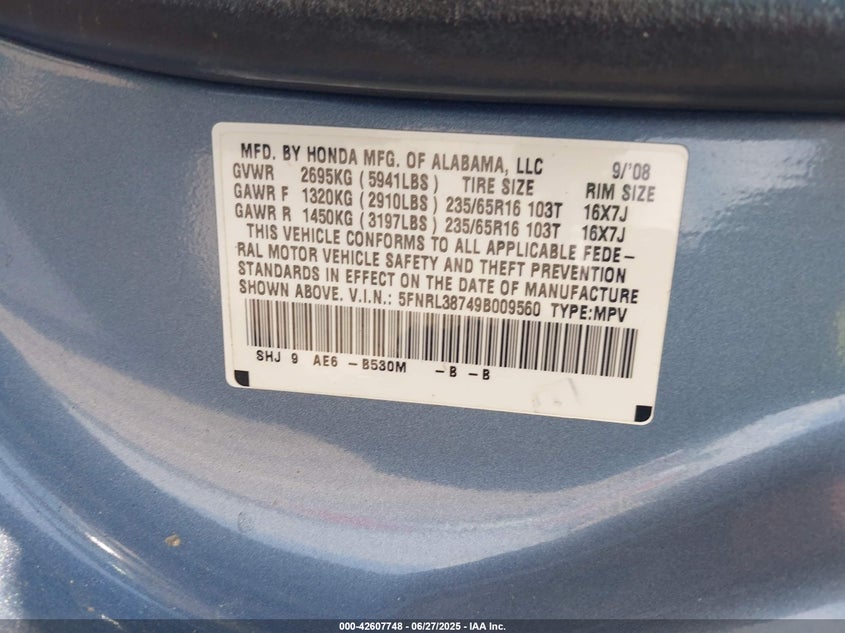 MFD. BY HONDA MFG. OF ALABAMA, LLC 9/'08
GVWR 2695KG (5941LBS) TIRE SIZE RIM SIZE
GAWR F 1320KG (2910LBS) 235/65R16 103T 16X7J
GAWR R 1450KG (3197LBS) 235/65R16 103T 16X7J
THIS VEHICLE CONFORMS TO ALL APPLICABLE FEDE-
RAL MOTOR VEHICLE SAFETY AND THEFT PREVENTION
STANDARDS IN EFFECT ON THE DATE OF MANUFACTURE
SHOWN ABOVE. V.I.N.: 5FNRL38749B009560 TYPE:MPV
SHJ 9 AE6 -B530M -B -B
000-42607748 06/27/2025 IAA Inc.